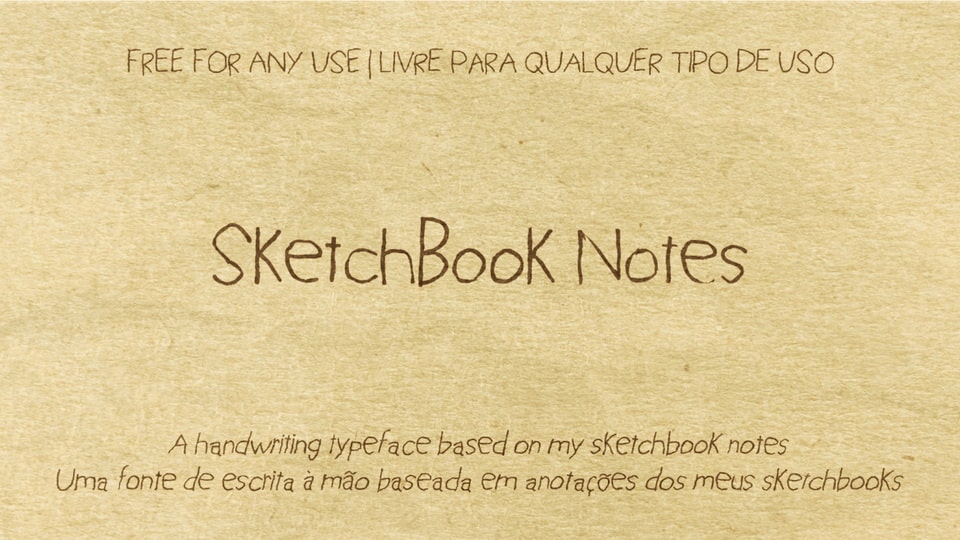 FREE FOR ANY USE | LIVRE PARA QUALQUER TIPO DE USO
SketchBook Notes
A handwriting typeface based on my sketchbook notes
Uma fonte de escrita à mão baseada em anotações dos meus sketchbooks